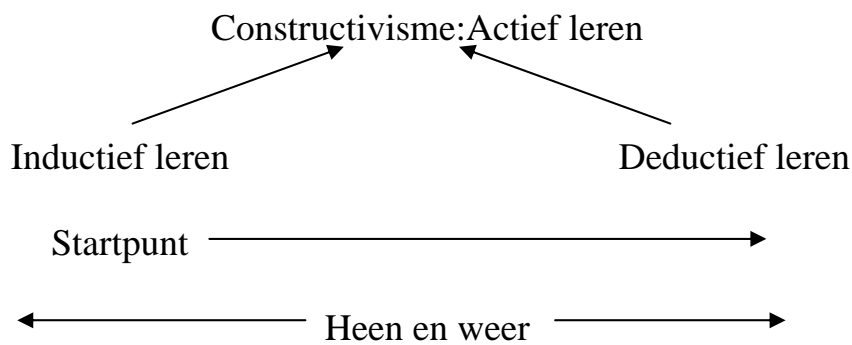 Constructivisme:Actief leren
Inductief leren
Deductief leren
Startpunt
Heen en weer